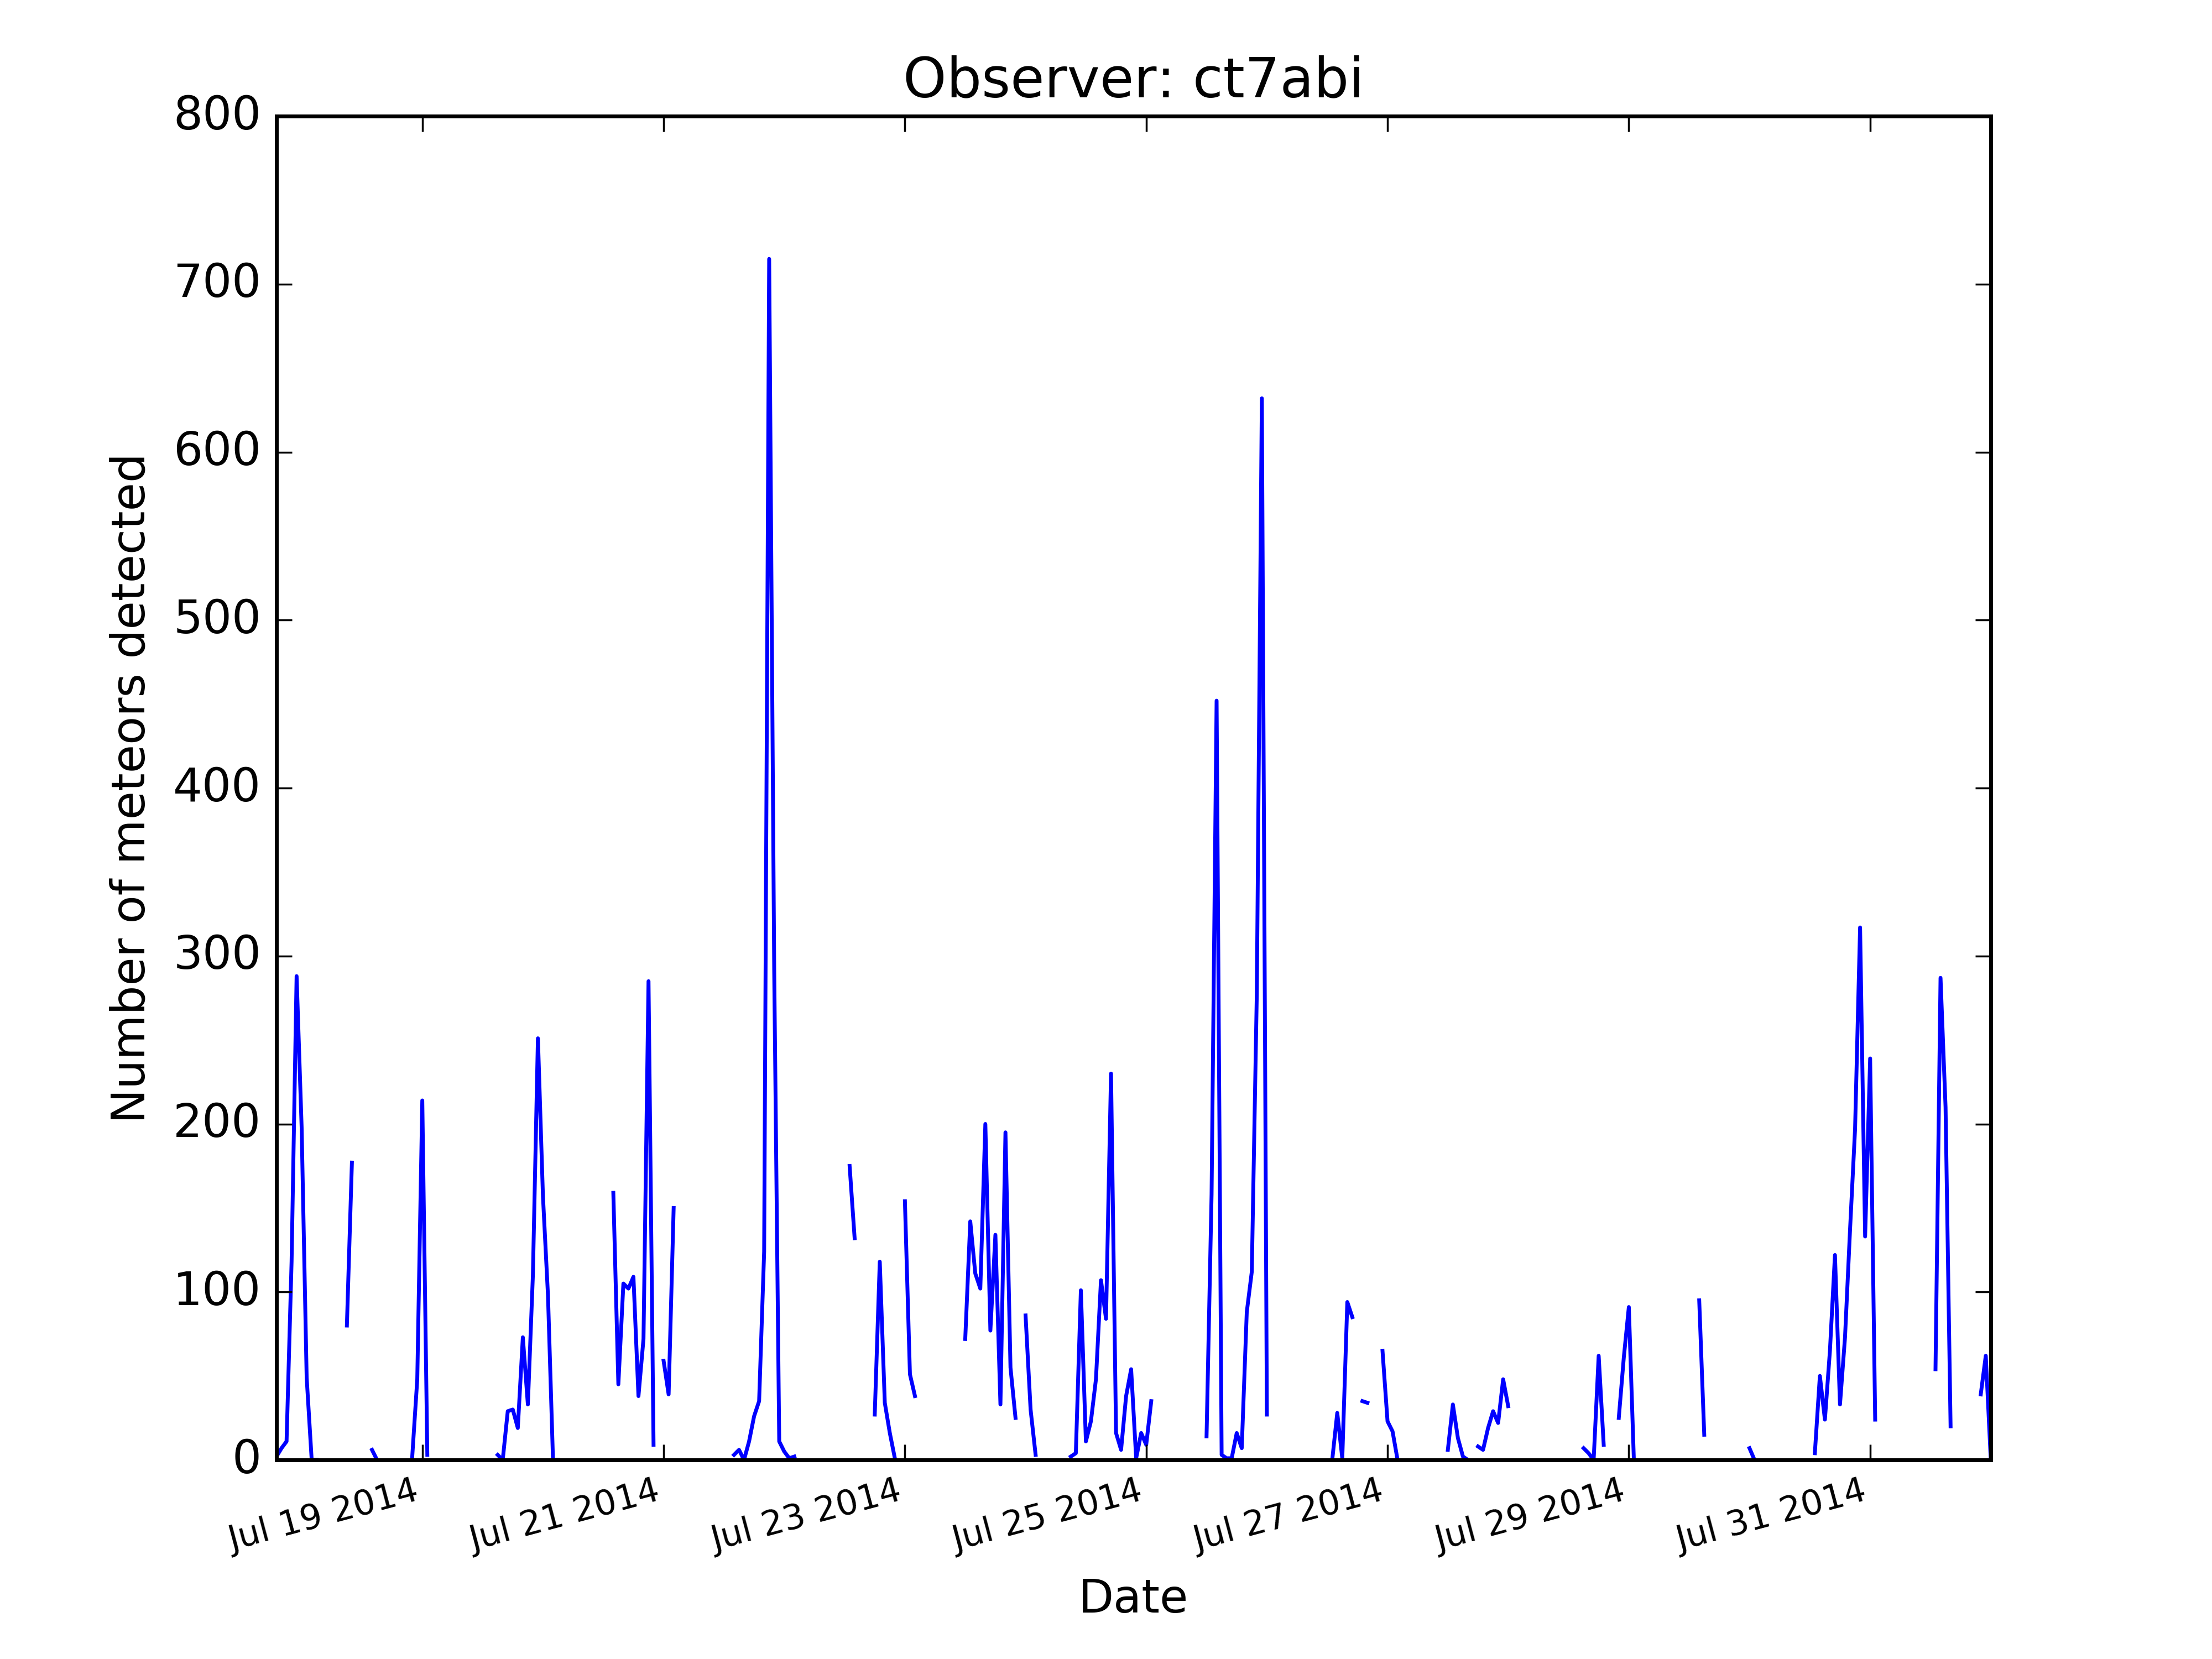 Observer: ct7abi
800
700
600
500
400
300
200
100
0
Number of meteors detected
Jul 19 2014
Jul 21 2014
Jul 23 2014
Jul 25 2014
Jul 27 2014
Jul 29 2014
Jul 31 2014
Date